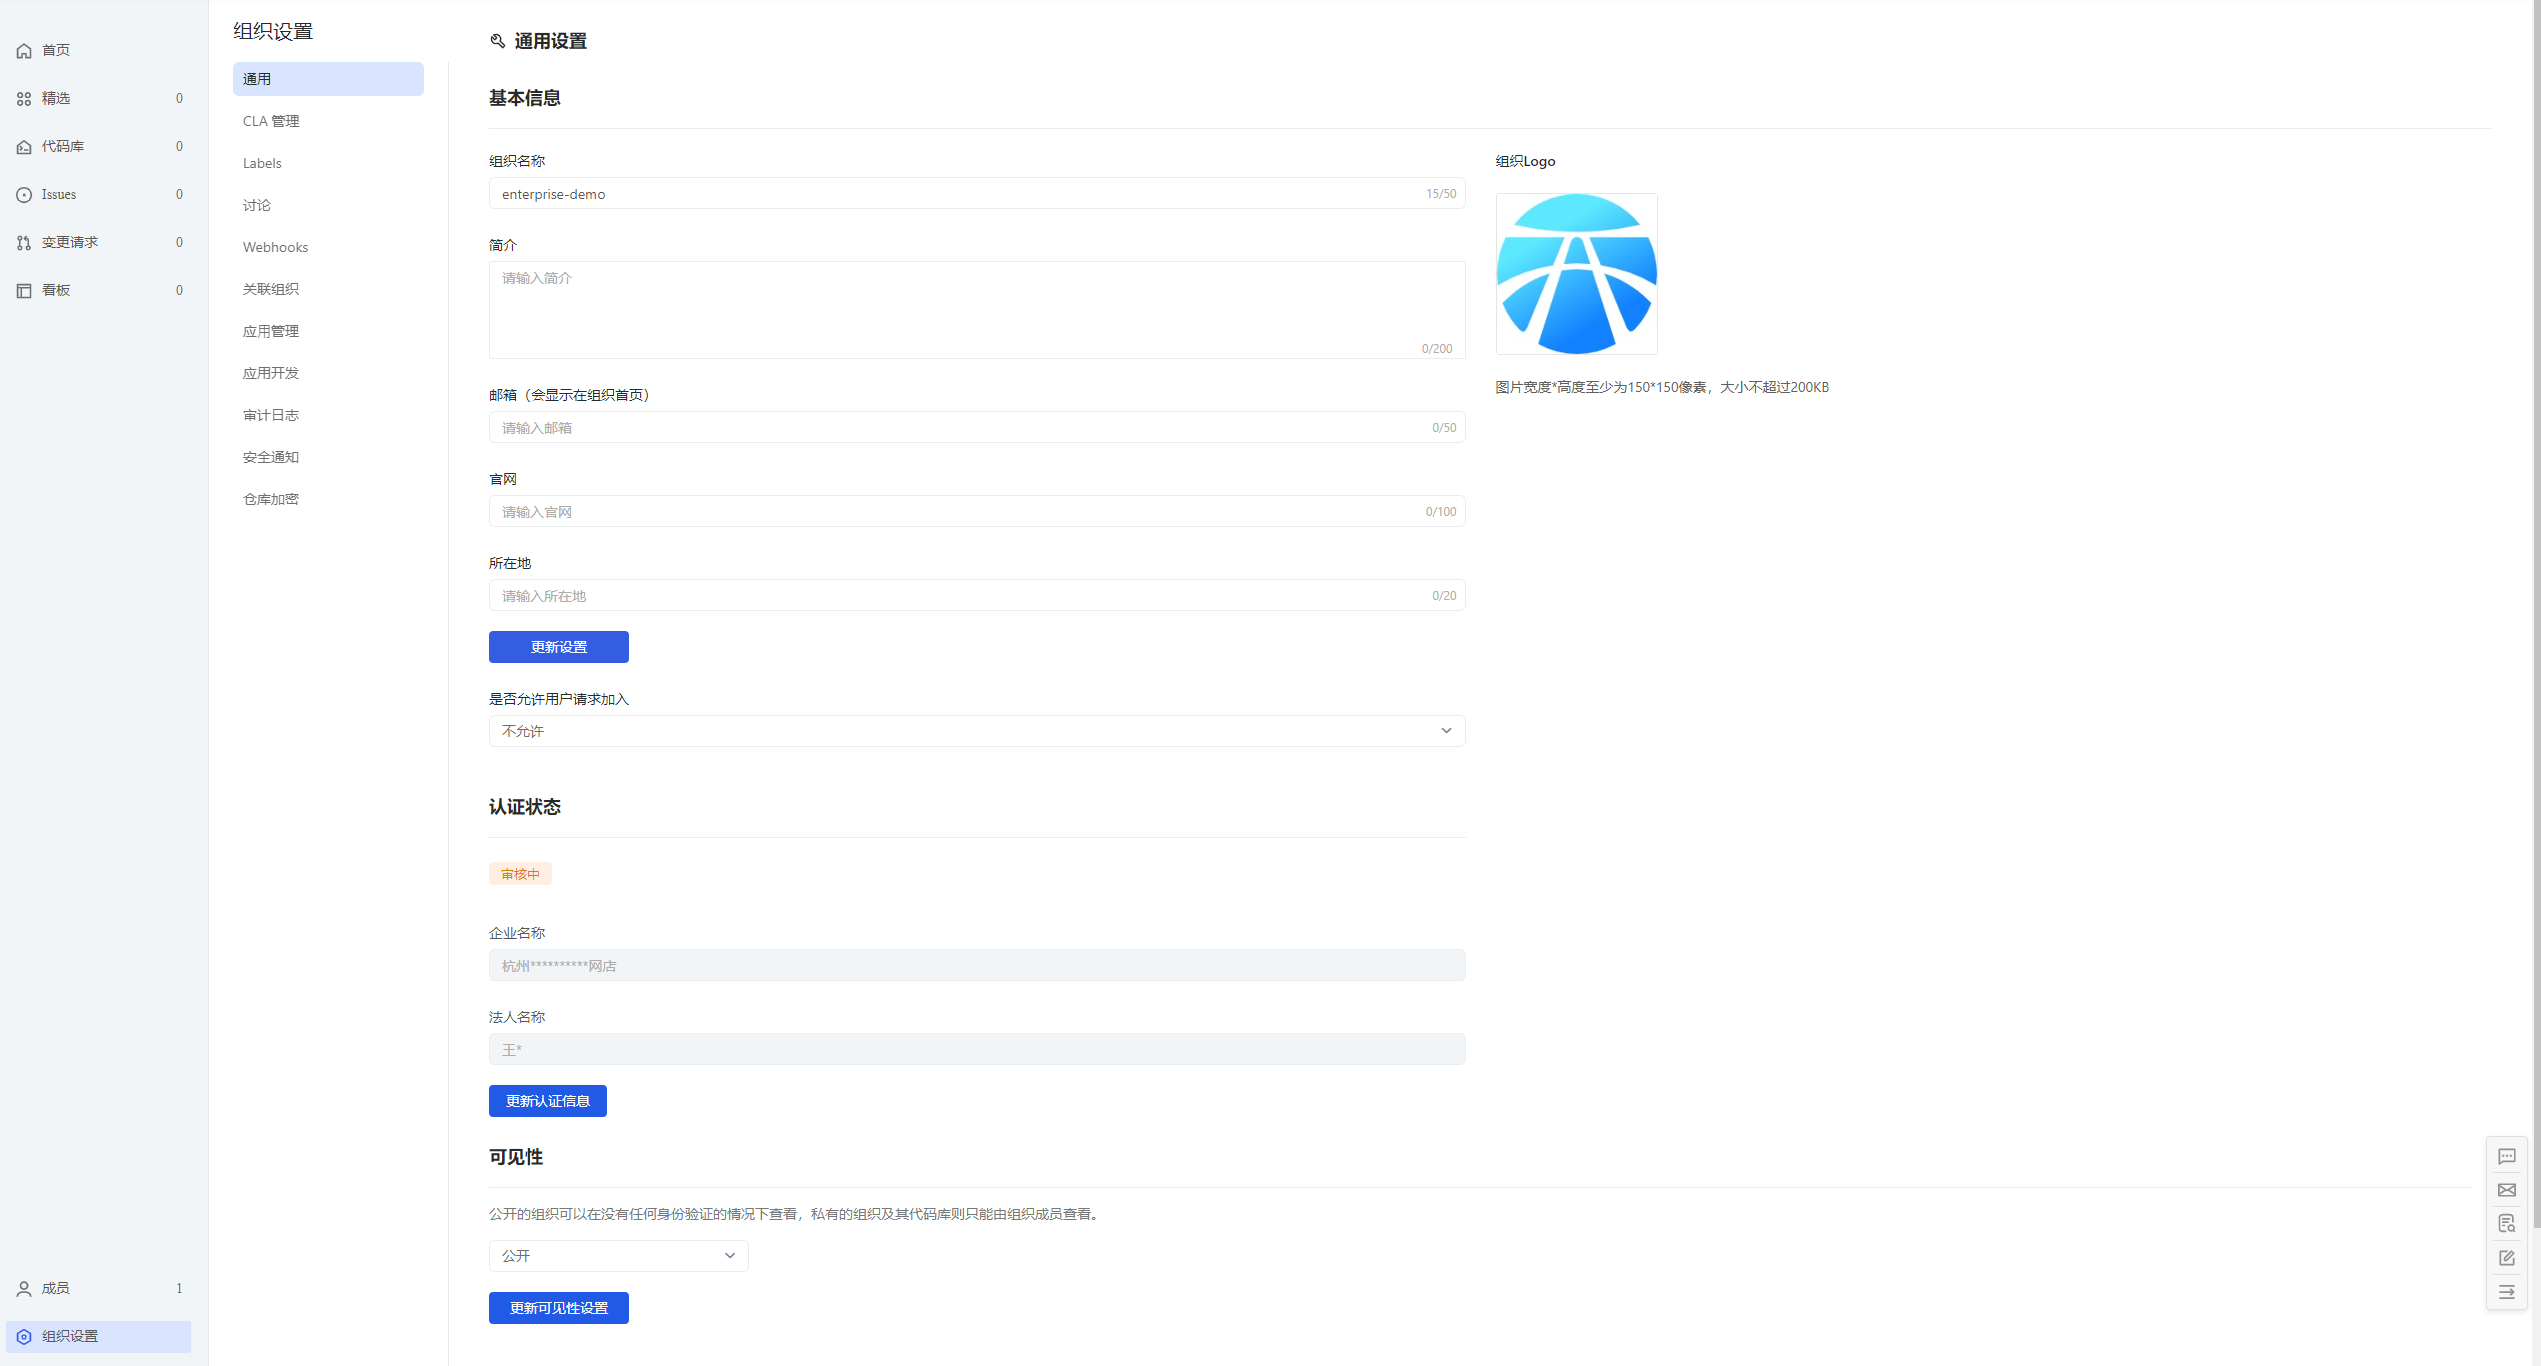 首页
精选 0
代码库 0
Issues 0
变更请求 0
看板 0
成员 1
组织设置
组织设置
通用
CLA 管理
Labels
讨论
Webhooks
关联组织
应用管理
应用开发
审计日志
安全通知
仓库加密
通用设置
基本信息
组织名称
enterprise-demo 15/50
简介
请输入简介
0/200
邮箱（会显示在组织首页）
请输入邮箱 0/50
官网
请输入官网 0/100
所在地
请输入所在地 0/20
更新设置
是否允许用户请求加入
不允许
组织Logo
图片宽度*高度至少为150*150像素，大小不超过200KB
认证状态
审核中
企业名称
杭州**********网店
法人名称
王*
更新认证信息
可见性
公开的组织可以在没有任何身份验证的情况下查看，私有的组织及其代码库则只能由组织成员查看。
公开
更新可见性设置